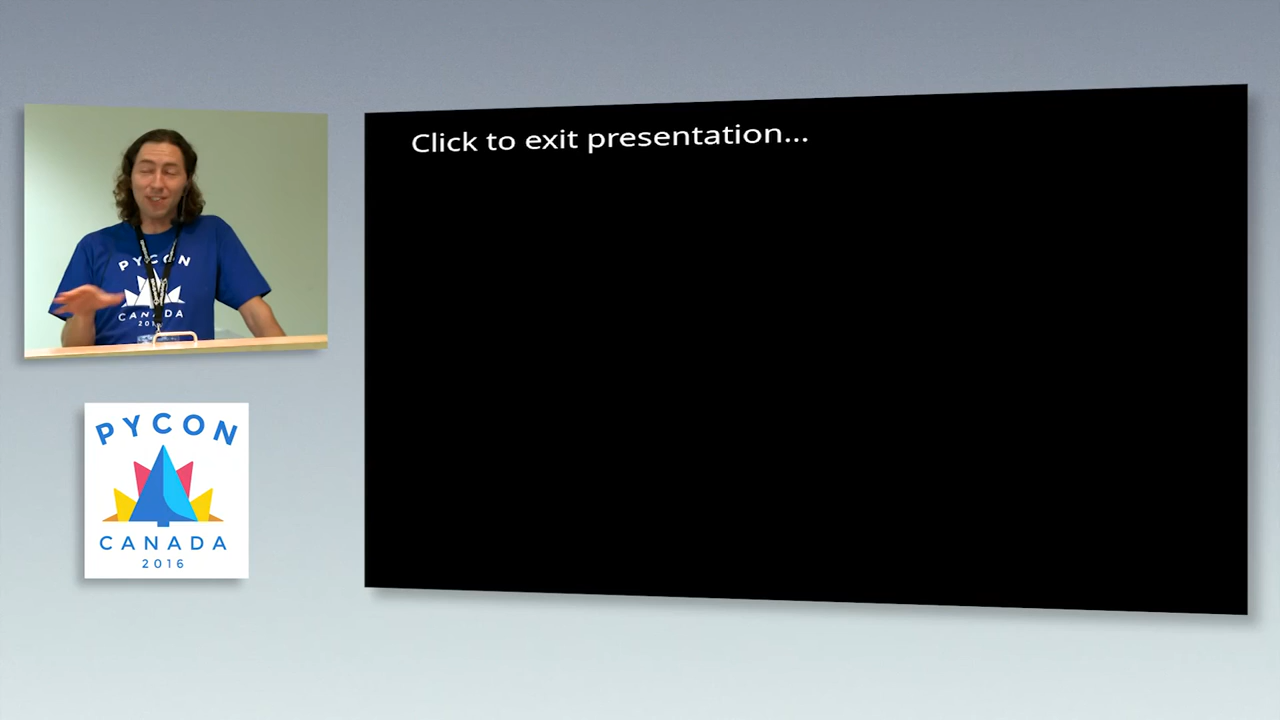 Click to exit presentation...
PYCON
CANADA
PYCON
CANADA
2016